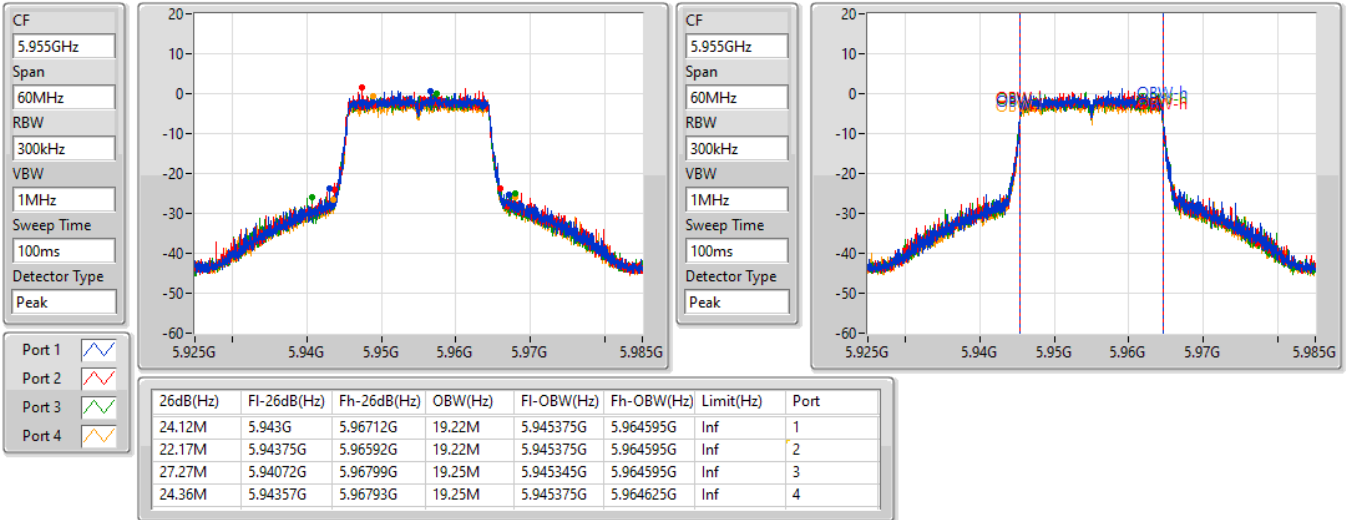 CF
5.955GHz
Span
60MHz
RBW
300kHz
VBW
1MHz
Sweep Time
100ms
Detector Type
Peak
20
10
0
-10
-20
-30
-40
-50
-60
5.925G 5.94G 5.95G 5.96G 5.97G 5.985G
CF
5.955GHz
Span
60MHz
RBW
300kHz
VBW
1MHz
Sweep Time
100ms
Detector Type
Peak
20
10
0
-10
-20
-30
-40
-50
-60
5.925G 5.94G 5.95G 5.96G 5.97G 5.985G
Port 1
Port 2
Port 3
Port 4
26dB(Hz) Fl-26dB(Hz) Fh-26dB(Hz) OBW(Hz) Fl-OBW(Hz) Fh-OBW(Hz) Limit(Hz) Port
24.12M 5.943G 5.96712G 19.22M 5.945375G 5.964595G Inf 1
22.17M 5.94375G 5.96592G 19.22M 5.945375G 5.964595G Inf 2
27.27M 5.94072G 5.96799G 19.25M 5.945345G 5.964595G Inf 3
24.36M 5.94357G 5.96793G 19.25M 5.945375G 5.964625G Inf 4